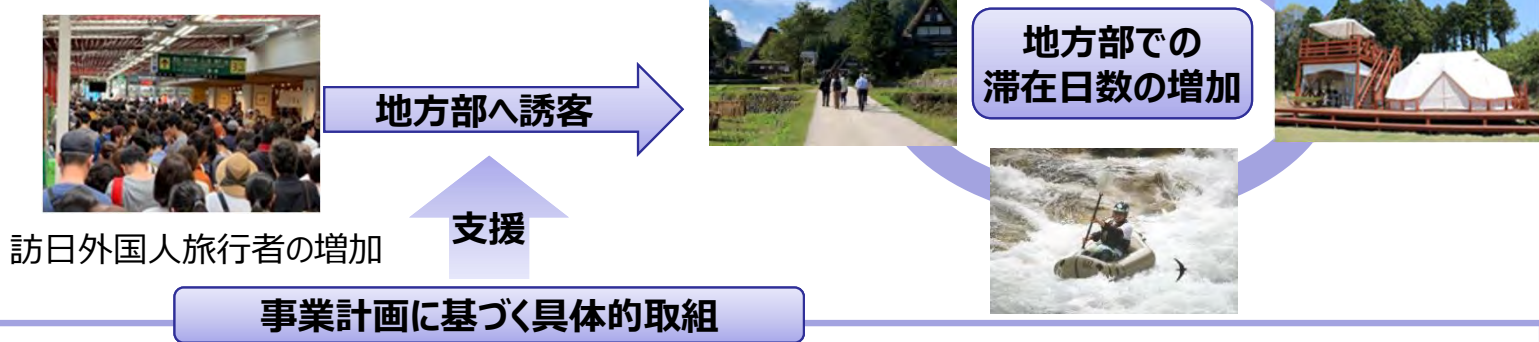 地方部での
滞在日数の増加
地方部へ誘客
支援
訪日外国人旅行者の増加
事業計画に基づく具体的取組